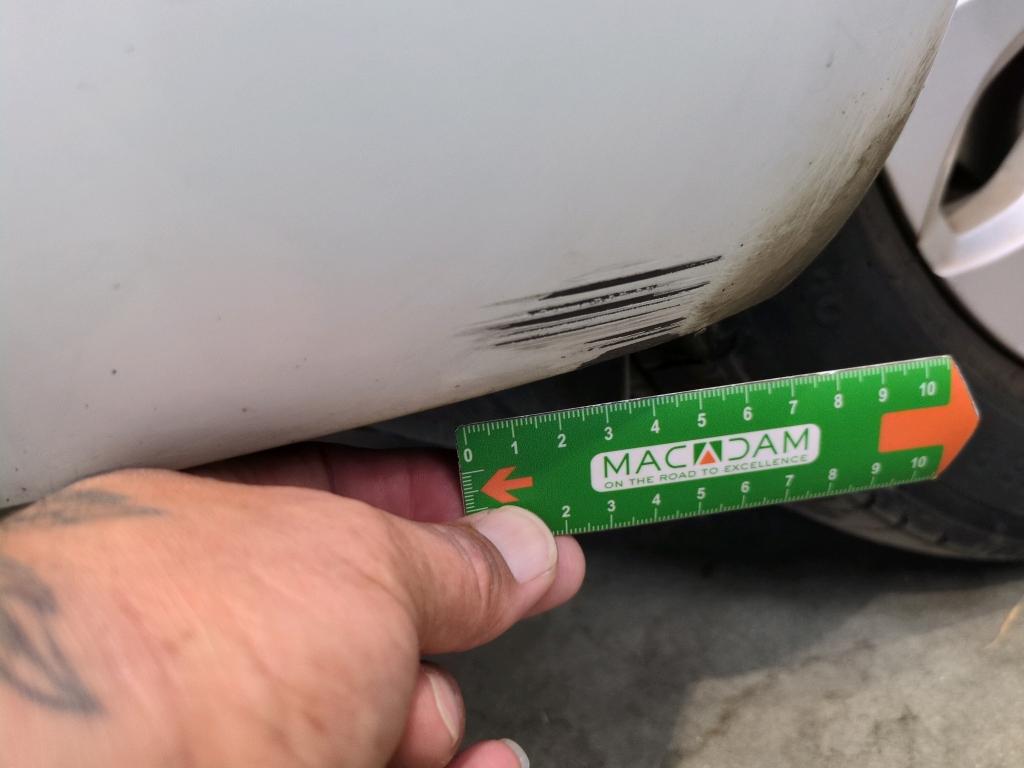 0 1 2 3 4 5 6 7 8 9 10
MACADAM
ON THE ROAD TO EXCELLENCE
2 3 4 5 6 7 8 9 10